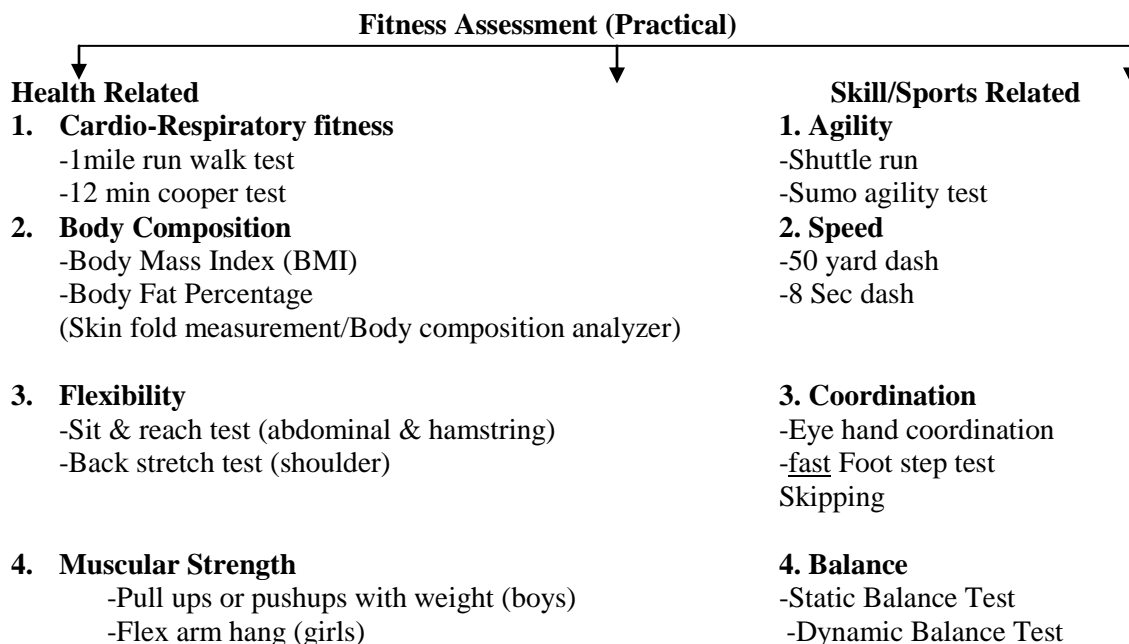 Fitness Assessment (Practical)
Health Related
1. Cardio-Respiratory fitness
-1mile run walk test
-12 min cooper test
2. Body Composition
-Body Mass Index (BMI)
-Body Fat Percentage
(Skin fold measurement/Body composition analyzer)
3. Flexibility
-Sit & reach test (abdominal & hamstring)
-Back stretch test (shoulder)
4. Muscular Strength
-Pull ups or pushups with weight (boys)
-Flex arm hang (girls)
Skill/Sports Related
1. Agility
-Shuttle run
-Sumo agility test
2. Speed
-50 yard dash
-8 Sec dash
3. Coordination
-Eye hand coordination
-fast Foot step test
Skipping
4. Balance
-Static Balance Test
-Dynamic Balance Test